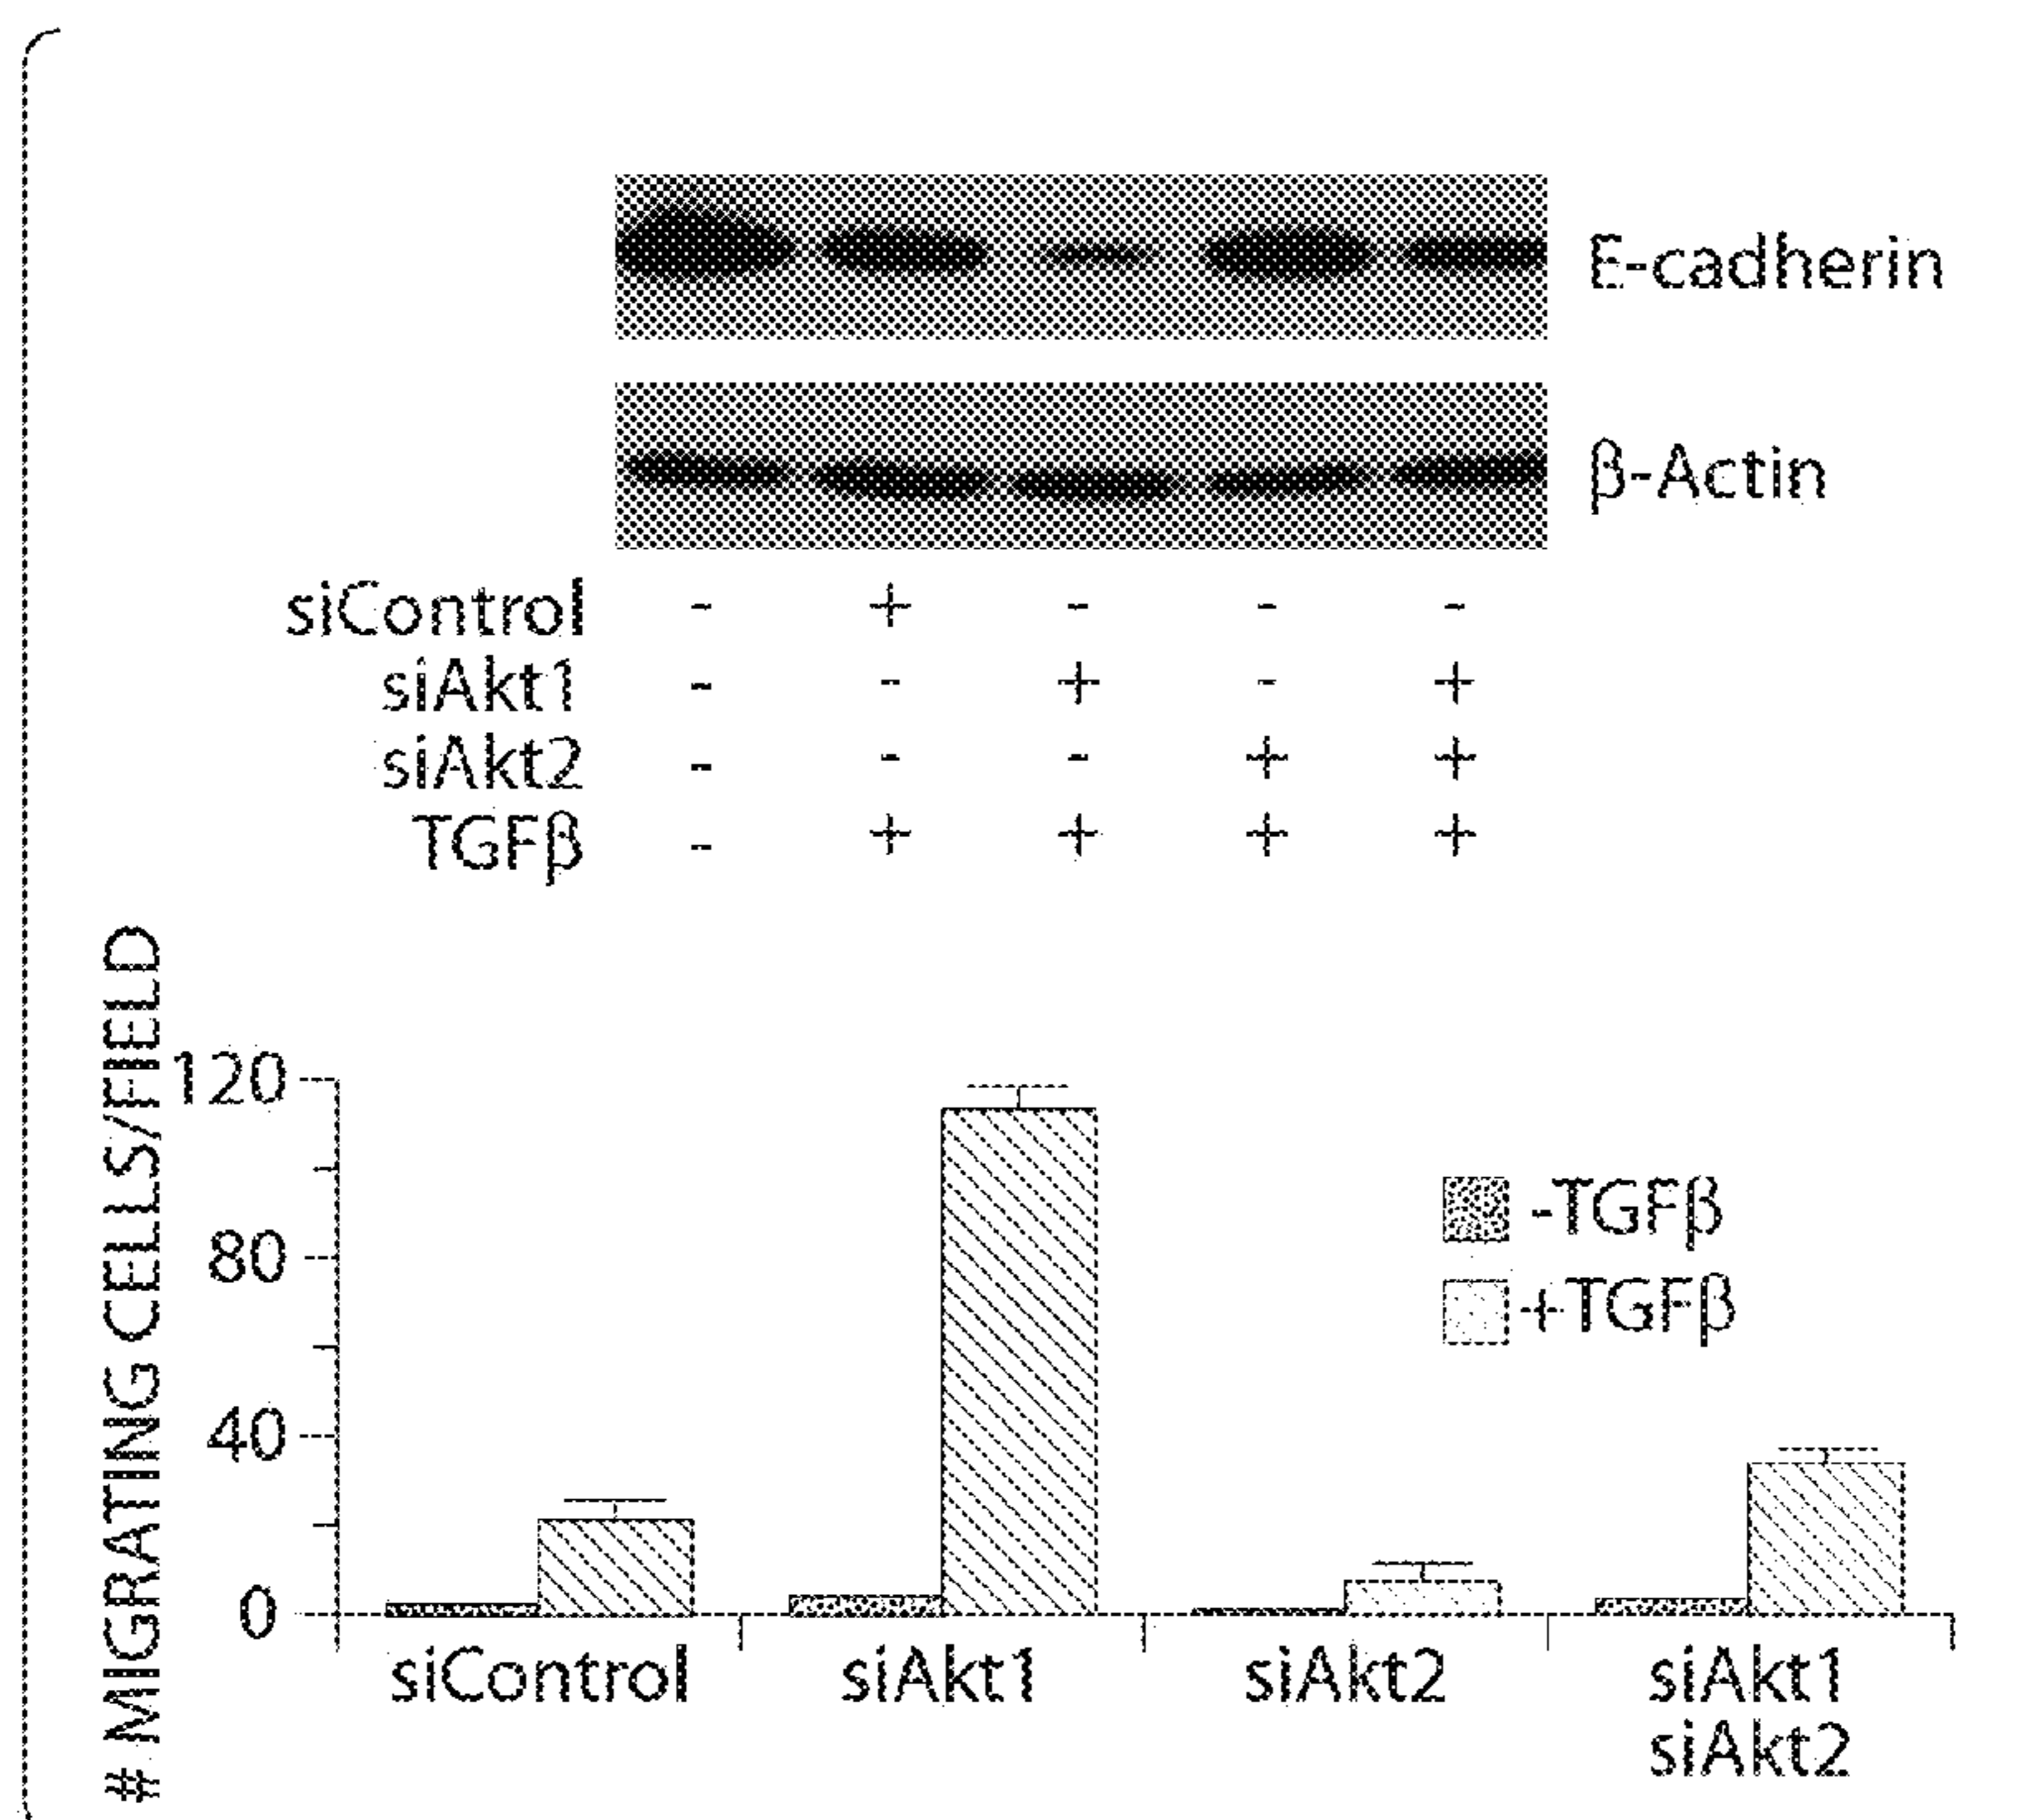 E-cadherin
β-Actin
siControl - + - - -
siAkt1 - - + - +
siAkt2 - - - + +
TGFβ - + + + +
# MIGRATING CELLS/FIELD
120
80
40
0
-TGFβ
+TGFβ
siControl siAkt1 siAkt2 siAkt1
siAkt2